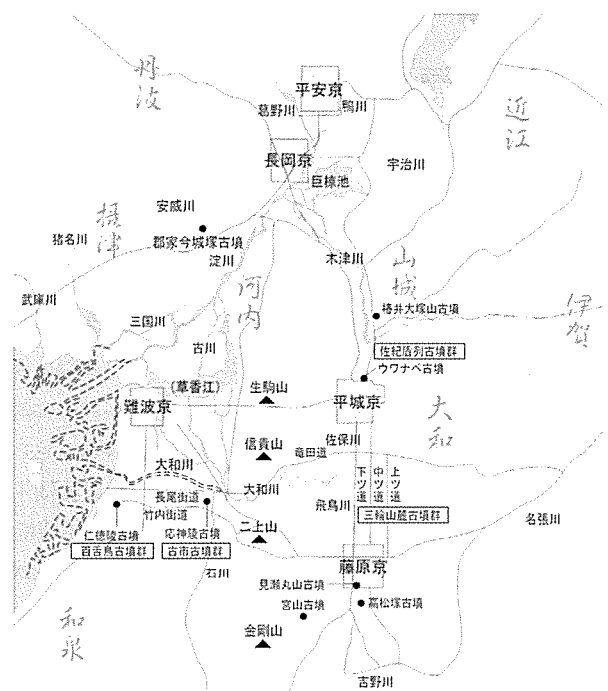 丹波
平安京
葛野川
鴨川
近江
長岡京
宇治川
巨椋池
安威川
摂津
猪名川
郡家今城塚古墳
淀川
木津川
山城
河内
武庫川
椿井大塚山古墳
伊賀
三国川
古川
佐紀盾列古墳群
ウワナベ古墳
(草香江)
生駒山
難波京
平城京
大和
佐保川
信貴山
竜田道
大和川
大和川
下ツ道
中ツ道
上ツ道
長尾街道
飛鳥川
竹内街道
三輪山麓古墳群
名張川
仁徳陵古墳
応神陵古墳
二上山
百舌鳥古墳群
古市古墳群
藤原京
石川
見瀬丸山古墳
宮山古墳
高松塚古墳
和泉
金剛山
吉野川